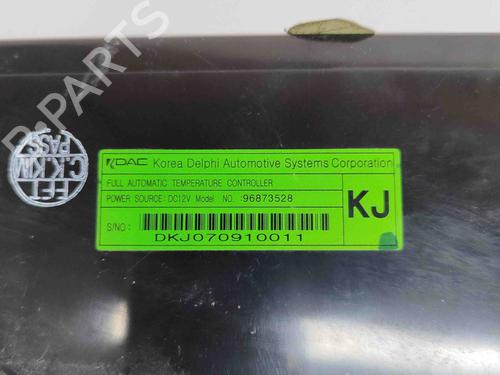 B-PARTS
KDAC Korea Delphi Automotive Systems Corporation
FULL AUTOMATIC TEMPERATURE CONTROLLER
POWER SOURCE:DC12V Model NO. :96873528
KJ
S/NO:
DKJ070910011
FFT
C.K.KIM
PASS